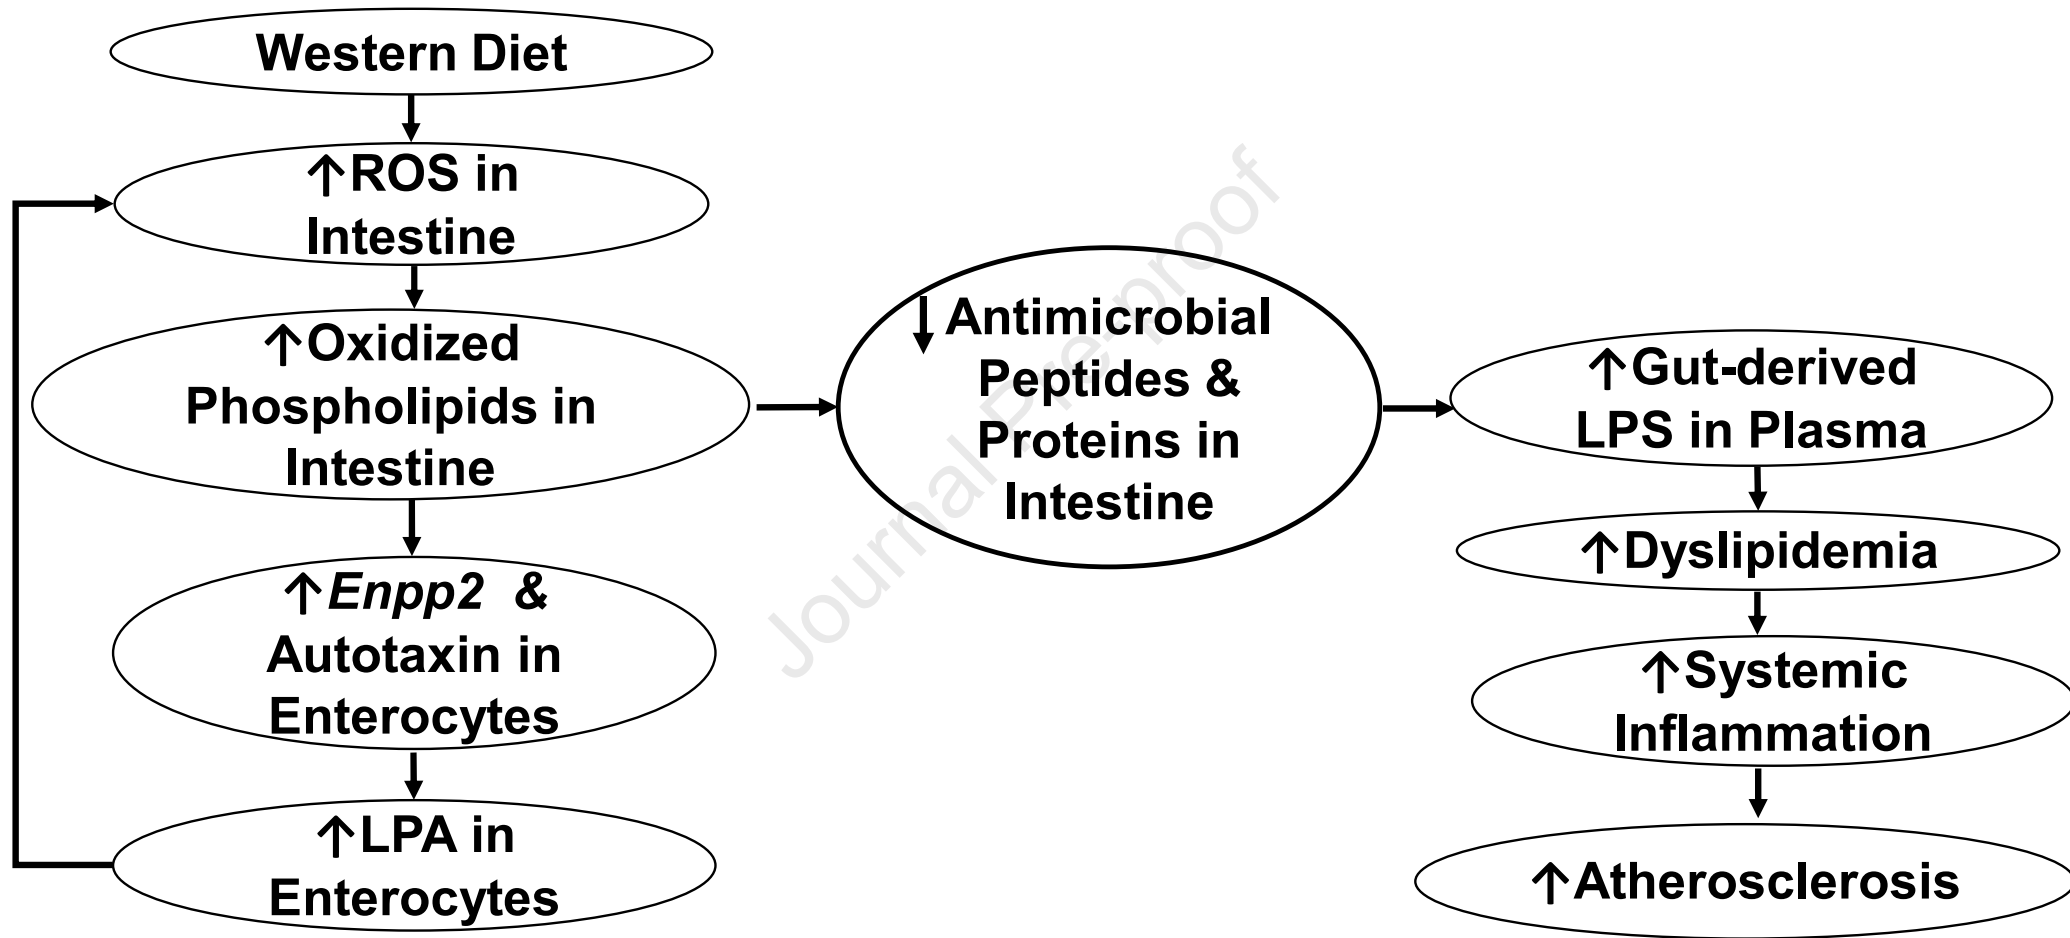 Western Diet
↑ROS in
Intestine
↑Oxidized
Phospholipids in
Intestine
↑Enpp2 &
Autotaxin in
Enterocytes
↑LPA in
Enterocytes
↓ Antimicrobial
Peptides &
Proteins in
Intestine
↑Gut-derived
LPS in Plasma
↑Dyslipidemia
↑Systemic
Inflammation
↑Atherosclerosis
Journal Pre-proof